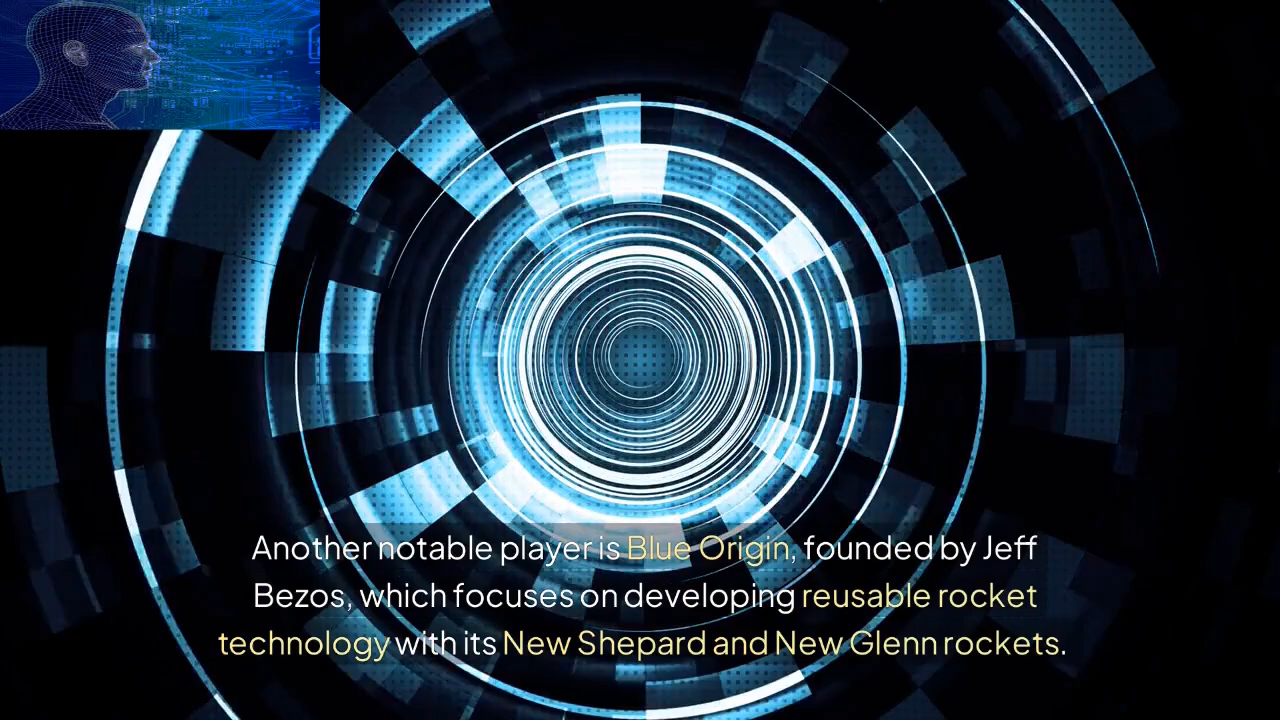 Another notable player is Blue Origin, founded by Jeff
Bezos, which focuses on developing reusable rocket
technology with its New Shepard and New Glenn rockets.